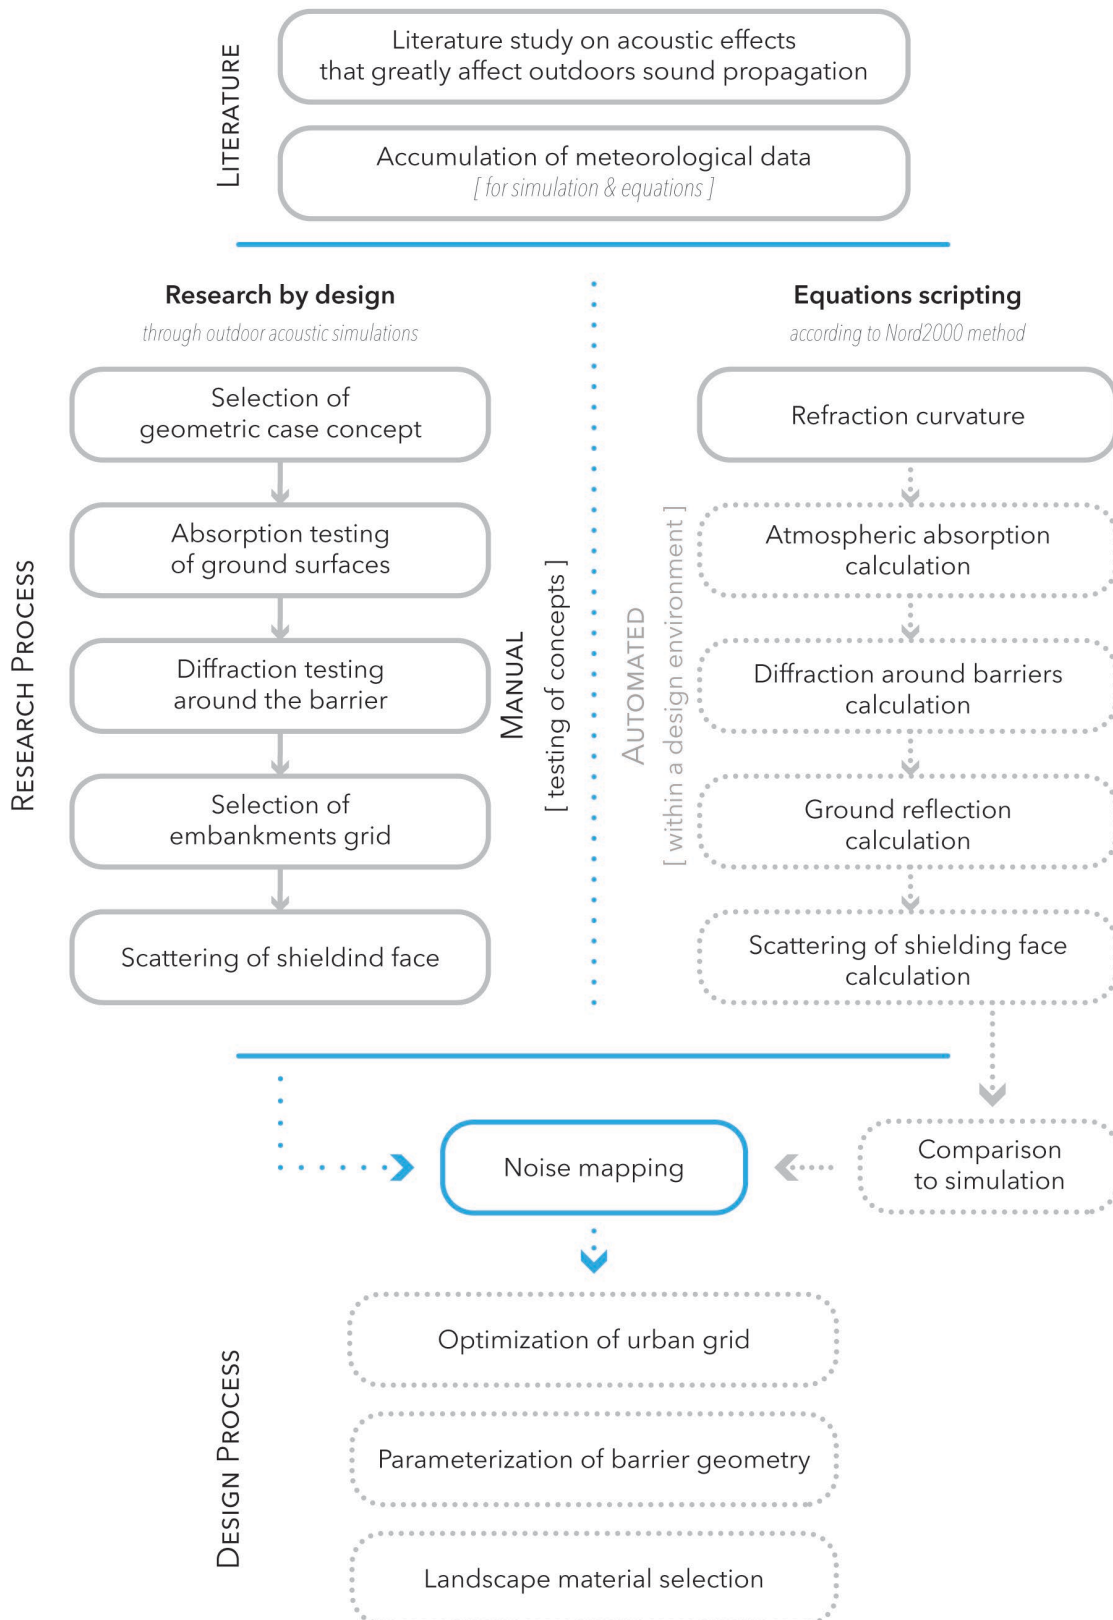 LITERATURE
Literature study on acoustic effects
that greatly affect outdoors sound propagation
Accumulation of meteorological data
[ for simulation & equations ]
RESEARCH PROCESS
Research by design
through outdoor acoustic simulations
Selection of
geometric case concept
Absorption testing
of ground surfaces
Diffraction testing
around the barrier
Selection of
embankments grid
Scattering of shieldind face
MANUAL
[ testing of concepts ]
AUTOMATED
[ within a design environment ]
Equations scripting
according to Nord2000 method
Refraction curvature
Atmospheric absorption
calculation
Diffraction around barriers
calculation
Ground reflection
calculation
Scattering of shielding face
calculation
Comparison
to simulation
Noise mapping
DESIGN PROCESS
Optimization of urban grid
Parameterization of barrier geometry
Landscape material selection